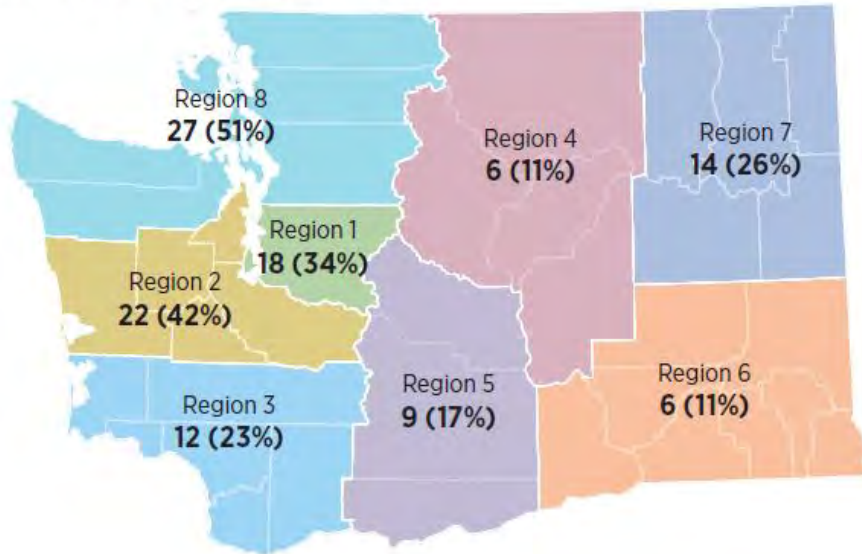 Region 8
27 (51%)
Region 4
6 (11%)
Region 7
14 (26%)
Region 1
18 (34%)
Region 2
22 (42%)
Region 5
9 (17%)
Region 6
6 (11%)
Region 3
12 (23%)